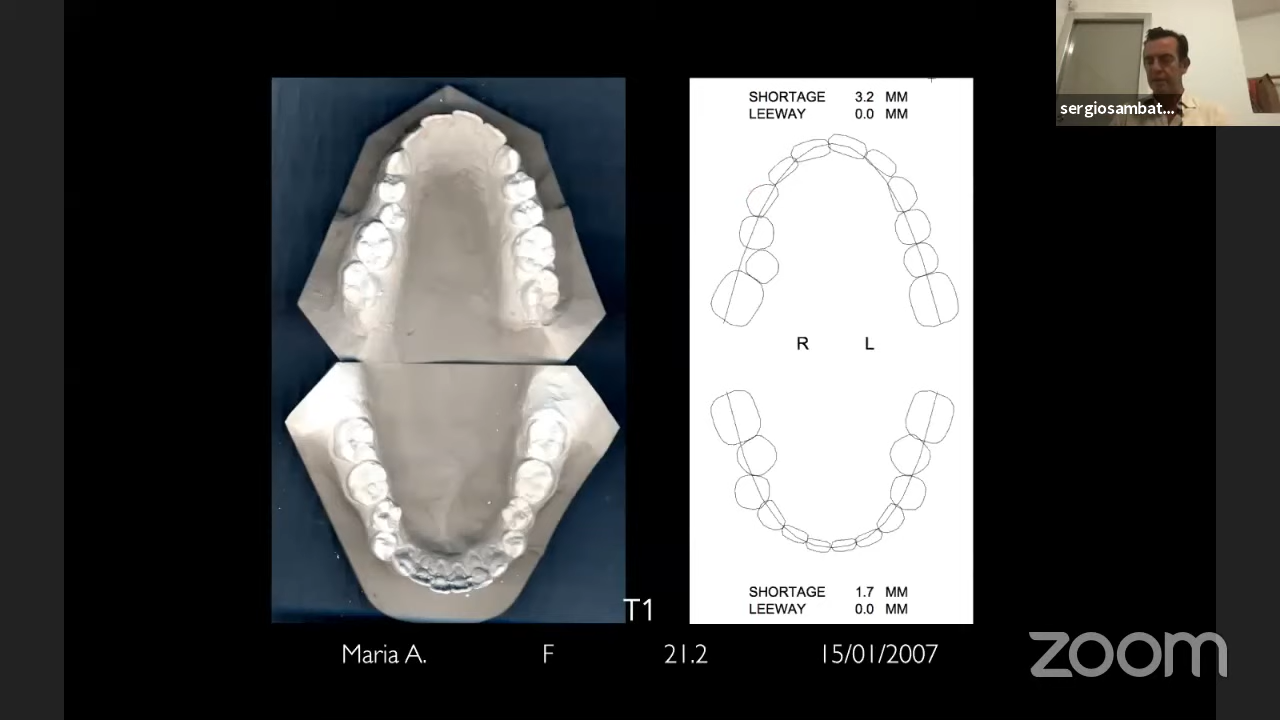 sergiosambat...
SHORTAGE 3.2 MM
LEEWAY 0.0 MM
R L
SHORTAGE 1.7 MM
LEEWAY 0.0 MM
T1
Maria A. F 21.2 15/01/2007
zoom